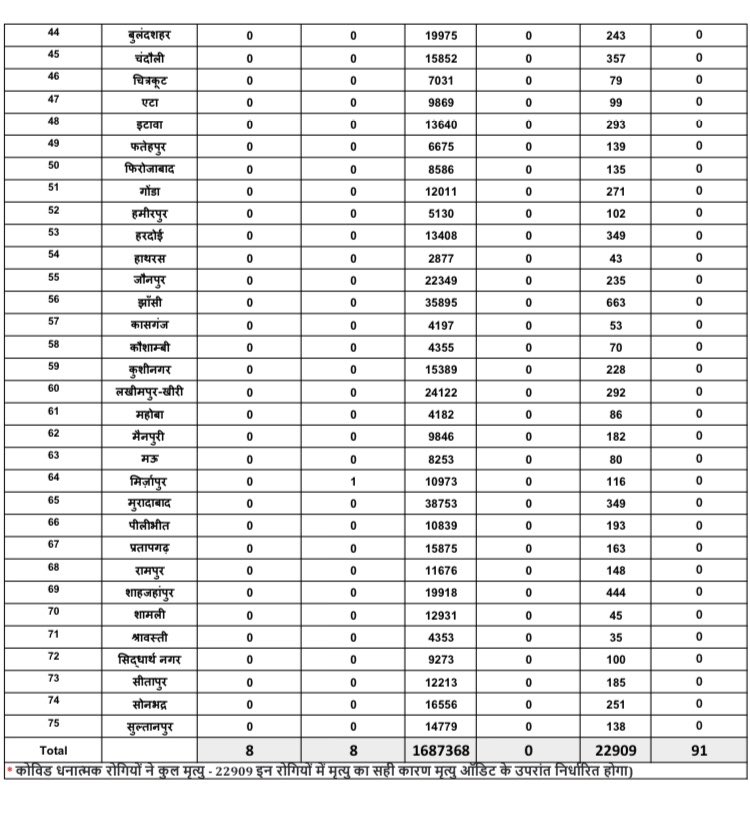 44 बुलंदशहर 0 0 19975 0 243 0
45 चंदौली 0 0 15852 0 357 0
46 चित्रकूट 0 0 7031 0 79 0
47 एटा 0 0 9869 0 99 0
48 इटावा 0 0 13640 0 293 0
49 फतेहपुर 0 0 6675 0 139 0
50 फिरोजाबाद 0 0 8586 0 135 0
51 गोंडा 0 0 12011 0 271 0
52 हमीरपुर 0 0 5130 0 102 0
53 हरदोई 0 0 13408 0 349 0
54 हाथरस 0 0 2877 0 43 0
55 जौनपुर 0 0 22349 0 235 0
56 झाँसी 0 0 35895 0 663 0
57 कासगंज 0 0 4197 0 53 0
58 कौशाम्बी 0 0 4355 0 70 0
59 कुशीनगर 0 0 15389 0 228 0
60 लखीमपुर-खीरी 0 0 24122 0 292 0
61 महोबा 0 0 4182 0 86 0
62 मैनपुरी 0 0 9846 0 182 0
63 मऊ 0 0 8253 0 80 0
64 मिर्ज़ापुर 0 1 10973 0 116 0
65 मुरादाबाद 0 0 38753 0 349 0
66 पीलीभीत 0 0 10839 0 193 0
67 प्रतापगढ़ 0 0 15875 0 163 0
68 रामपुर 0 0 11676 0 148 0
69 शाहजहांपुर 0 0 19918 0 444 0
70 शामली 0 0 12931 0 45 0
71 श्रावस्ती 0 0 4353 0 35 0
72 सिद्धार्थ नगर 0 0 9273 0 100 0
73 सीतापुर 0 0 12213 0 185 0
74 सोनभद्र 0 0 16556 0 251 0
75 सुल्तानपुर 0 0 14779 0 138 0
Total 8 8 1687368 0 22909 91
* कोविड धनात्मक रोगियों ने कुल मृत्यु - 22909 इन रोगियों में मृत्यु का सही कारण मृत्यु ऑडिट के उपरांत निर्धारित होगा)